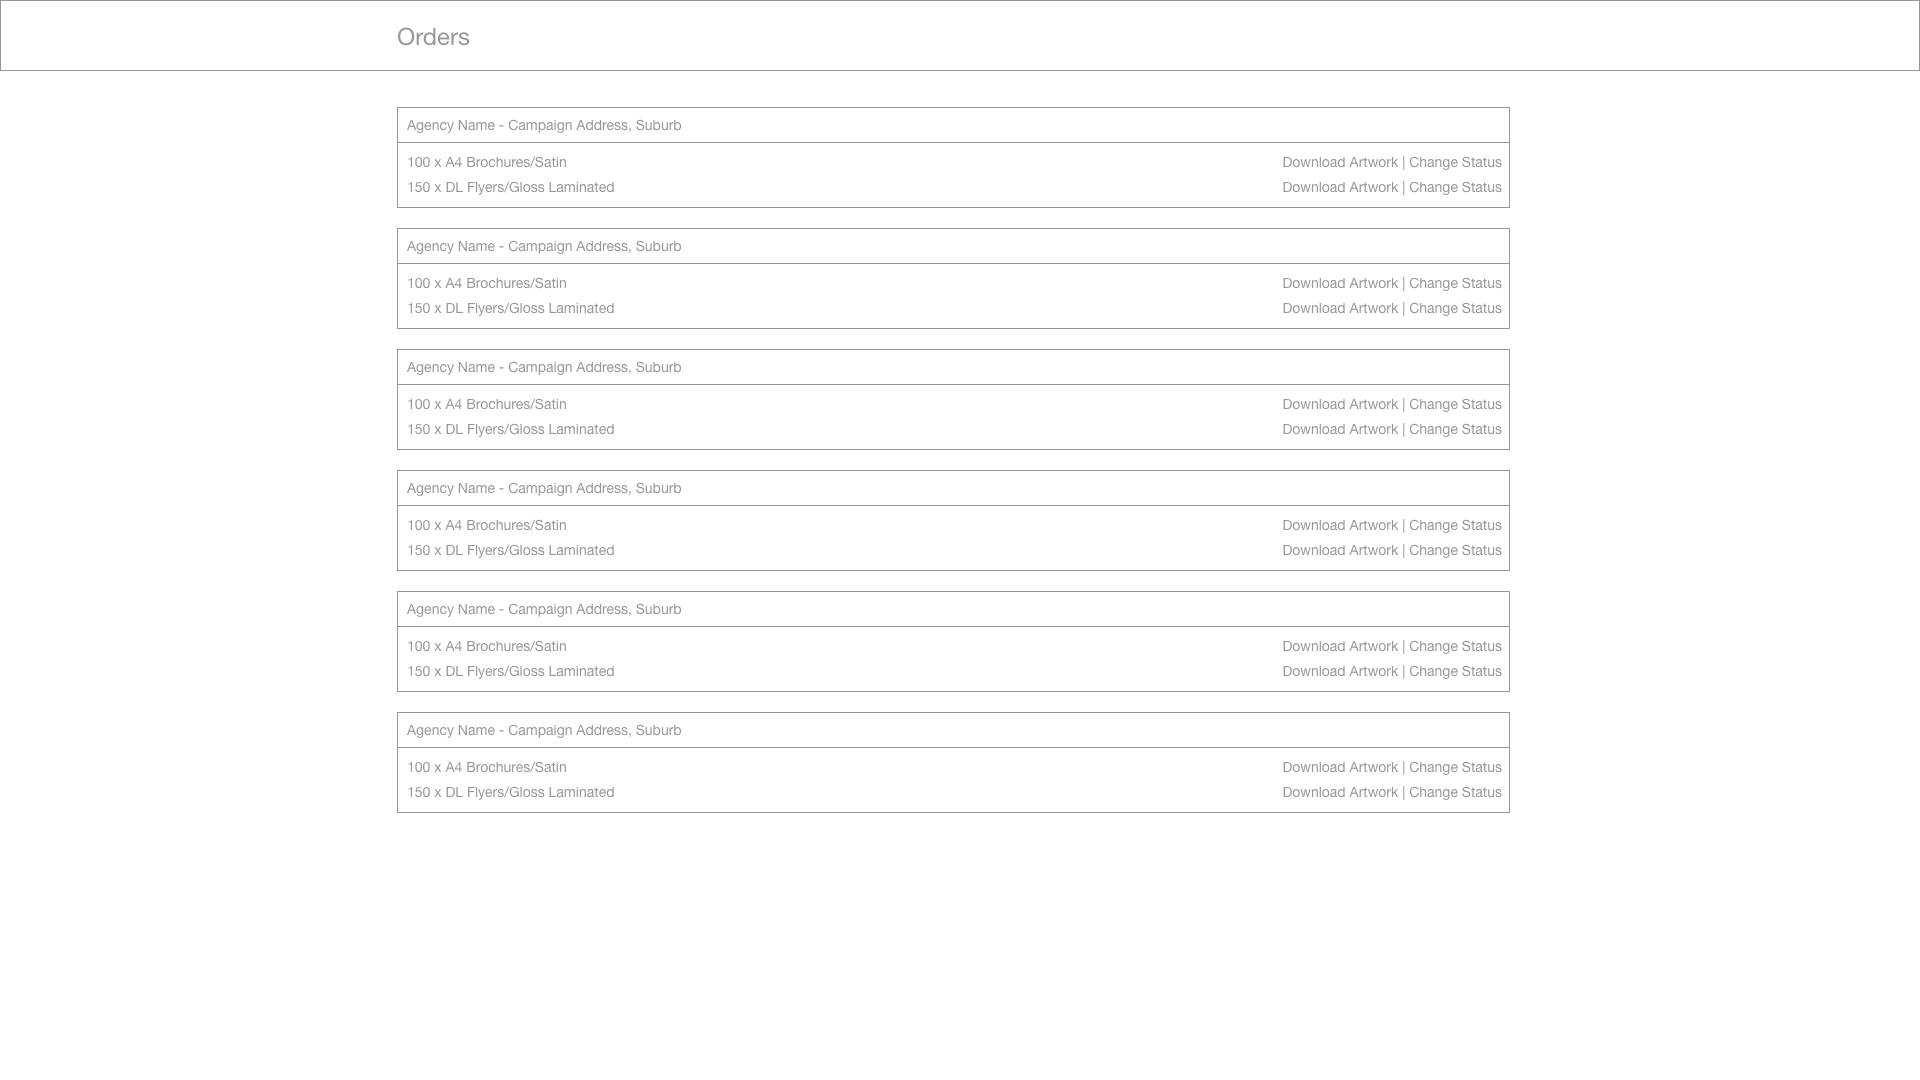 Orders
Agency Name - Campaign Address, Suburb
100 x A4 Brochures/Satin Download Artwork | Change Status
150 x DL Flyers/Gloss Laminated Download Artwork | Change Status
Agency Name - Campaign Address, Suburb
100 x A4 Brochures/Satin Download Artwork | Change Status
150 x DL Flyers/Gloss Laminated Download Artwork | Change Status
Agency Name - Campaign Address, Suburb
100 x A4 Brochures/Satin Download Artwork | Change Status
150 x DL Flyers/Gloss Laminated Download Artwork | Change Status
Agency Name - Campaign Address, Suburb
100 x A4 Brochures/Satin Download Artwork | Change Status
150 x DL Flyers/Gloss Laminated Download Artwork | Change Status
Agency Name - Campaign Address, Suburb
100 x A4 Brochures/Satin Download Artwork | Change Status
150 x DL Flyers/Gloss Laminated Download Artwork | Change Status
Agency Name - Campaign Address, Suburb
100 x A4 Brochures/Satin Download Artwork | Change Status
150 x DL Flyers/Gloss Laminated Download Artwork | Change Status